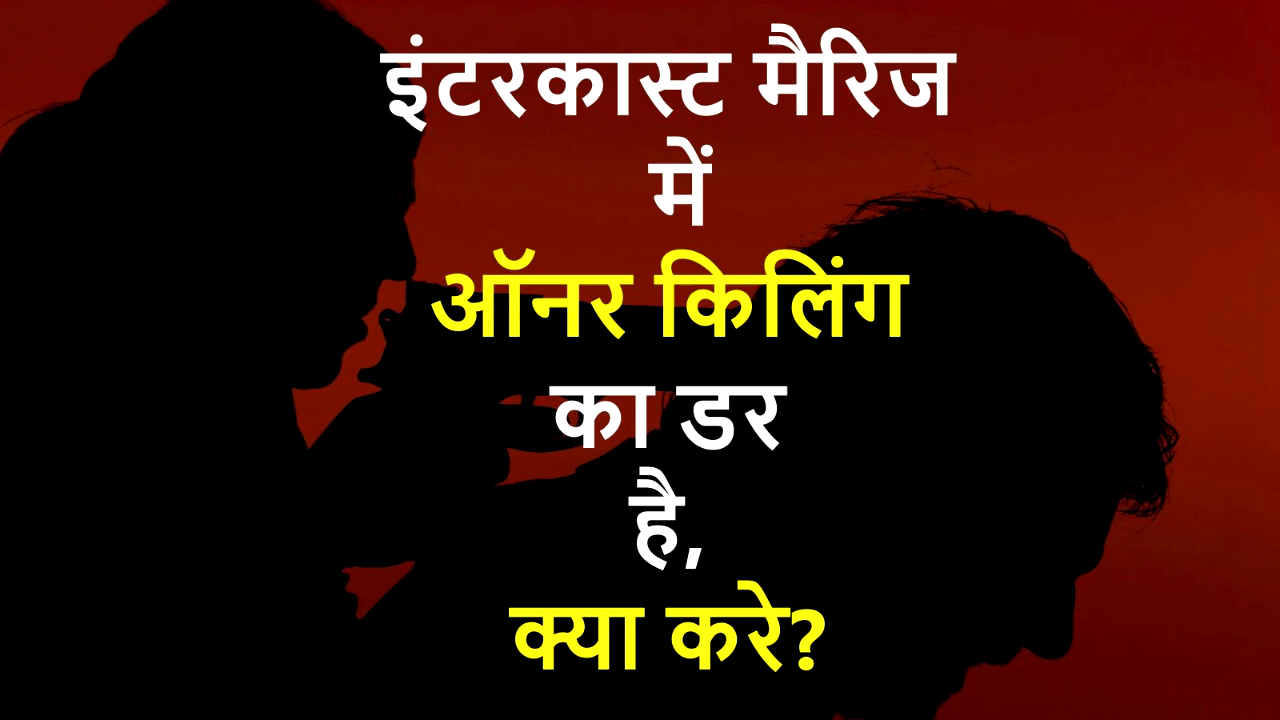 इंटरकास्ट मैरिज
में
ऑनर किलिंग
का डर
है,
क्या करे?